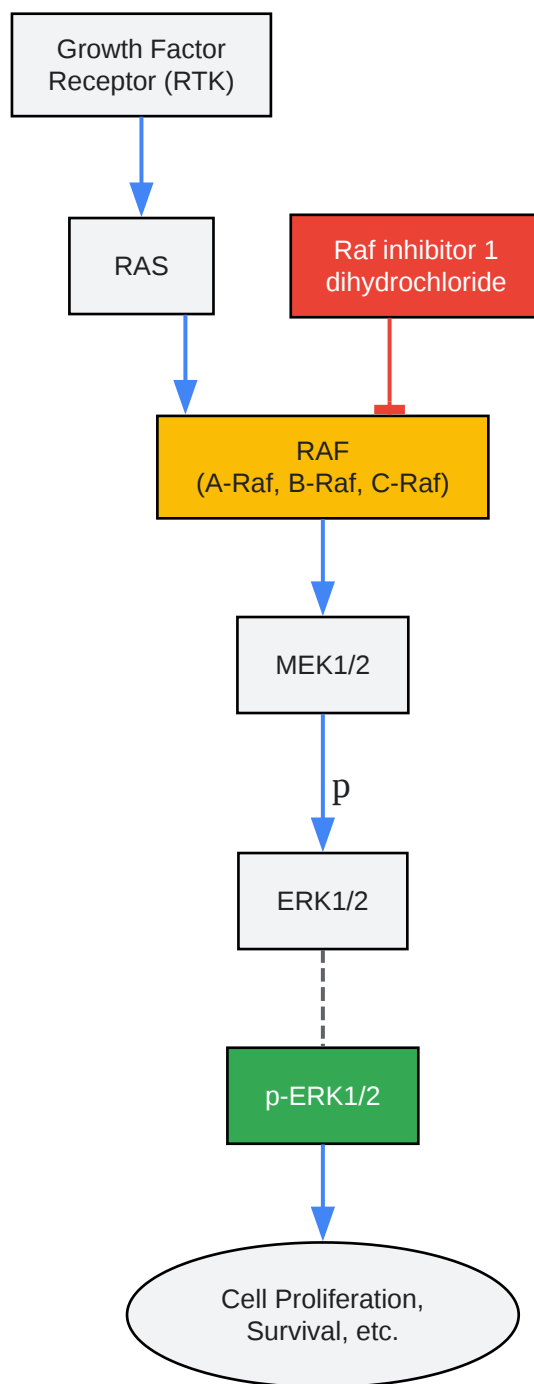 Growth Factor
Receptor (RTK)
RAS
Raf inhibitor 1
dihydrochloride
RAF
(A-Raf, B-Raf, C-Raf)
MEK1/2
p
ERK1/2
p-ERK1/2
Cell Proliferation,
Survival, etc.